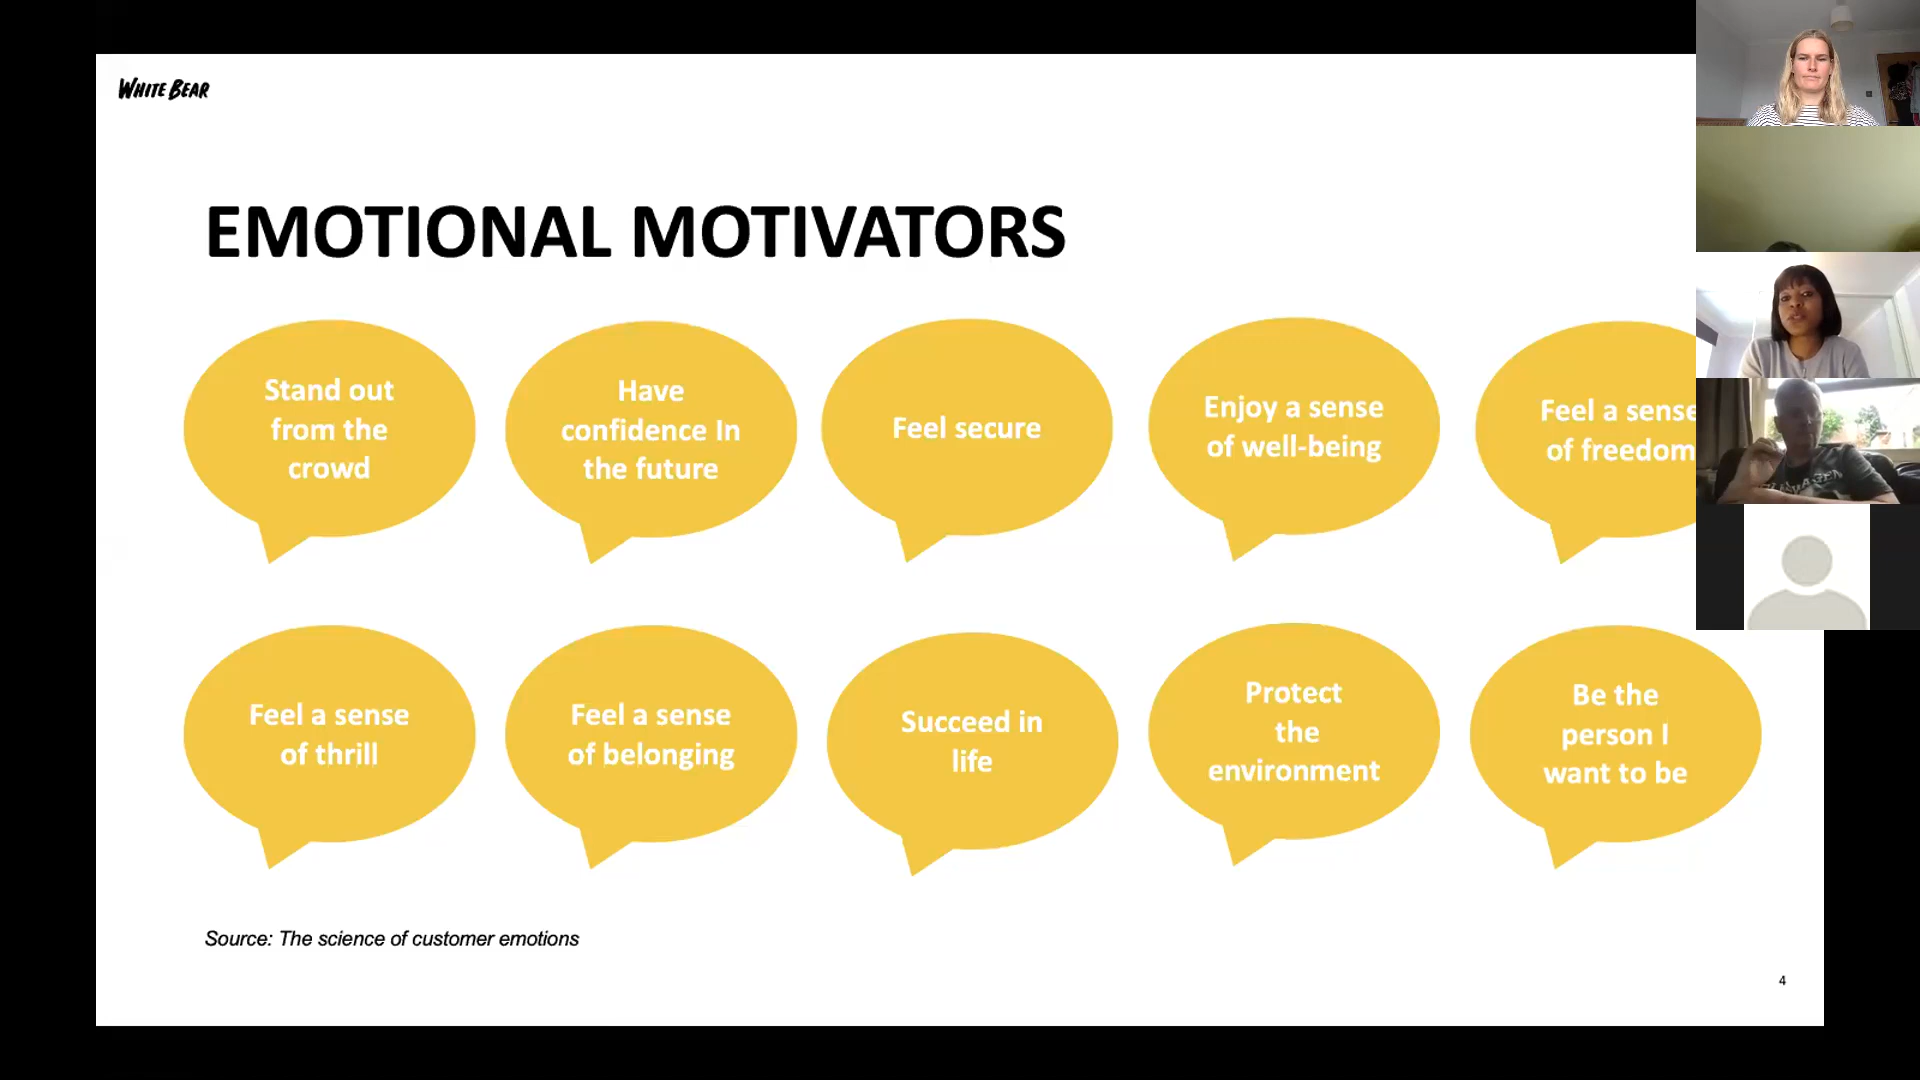 WHITE BEAR
EMOTIONAL MOTIVATORS
Stand out
from the
crowd
Have
confidence In
the future
Feel secure
Enjoy a sense
of well-being
Feel a sense
of freedom
Feel a sense
of thrill
Feel a sense
of belonging
Succeed in
life
Protect
the
environment
Be the
person I
want to be
Source: The science of customer emotions
4